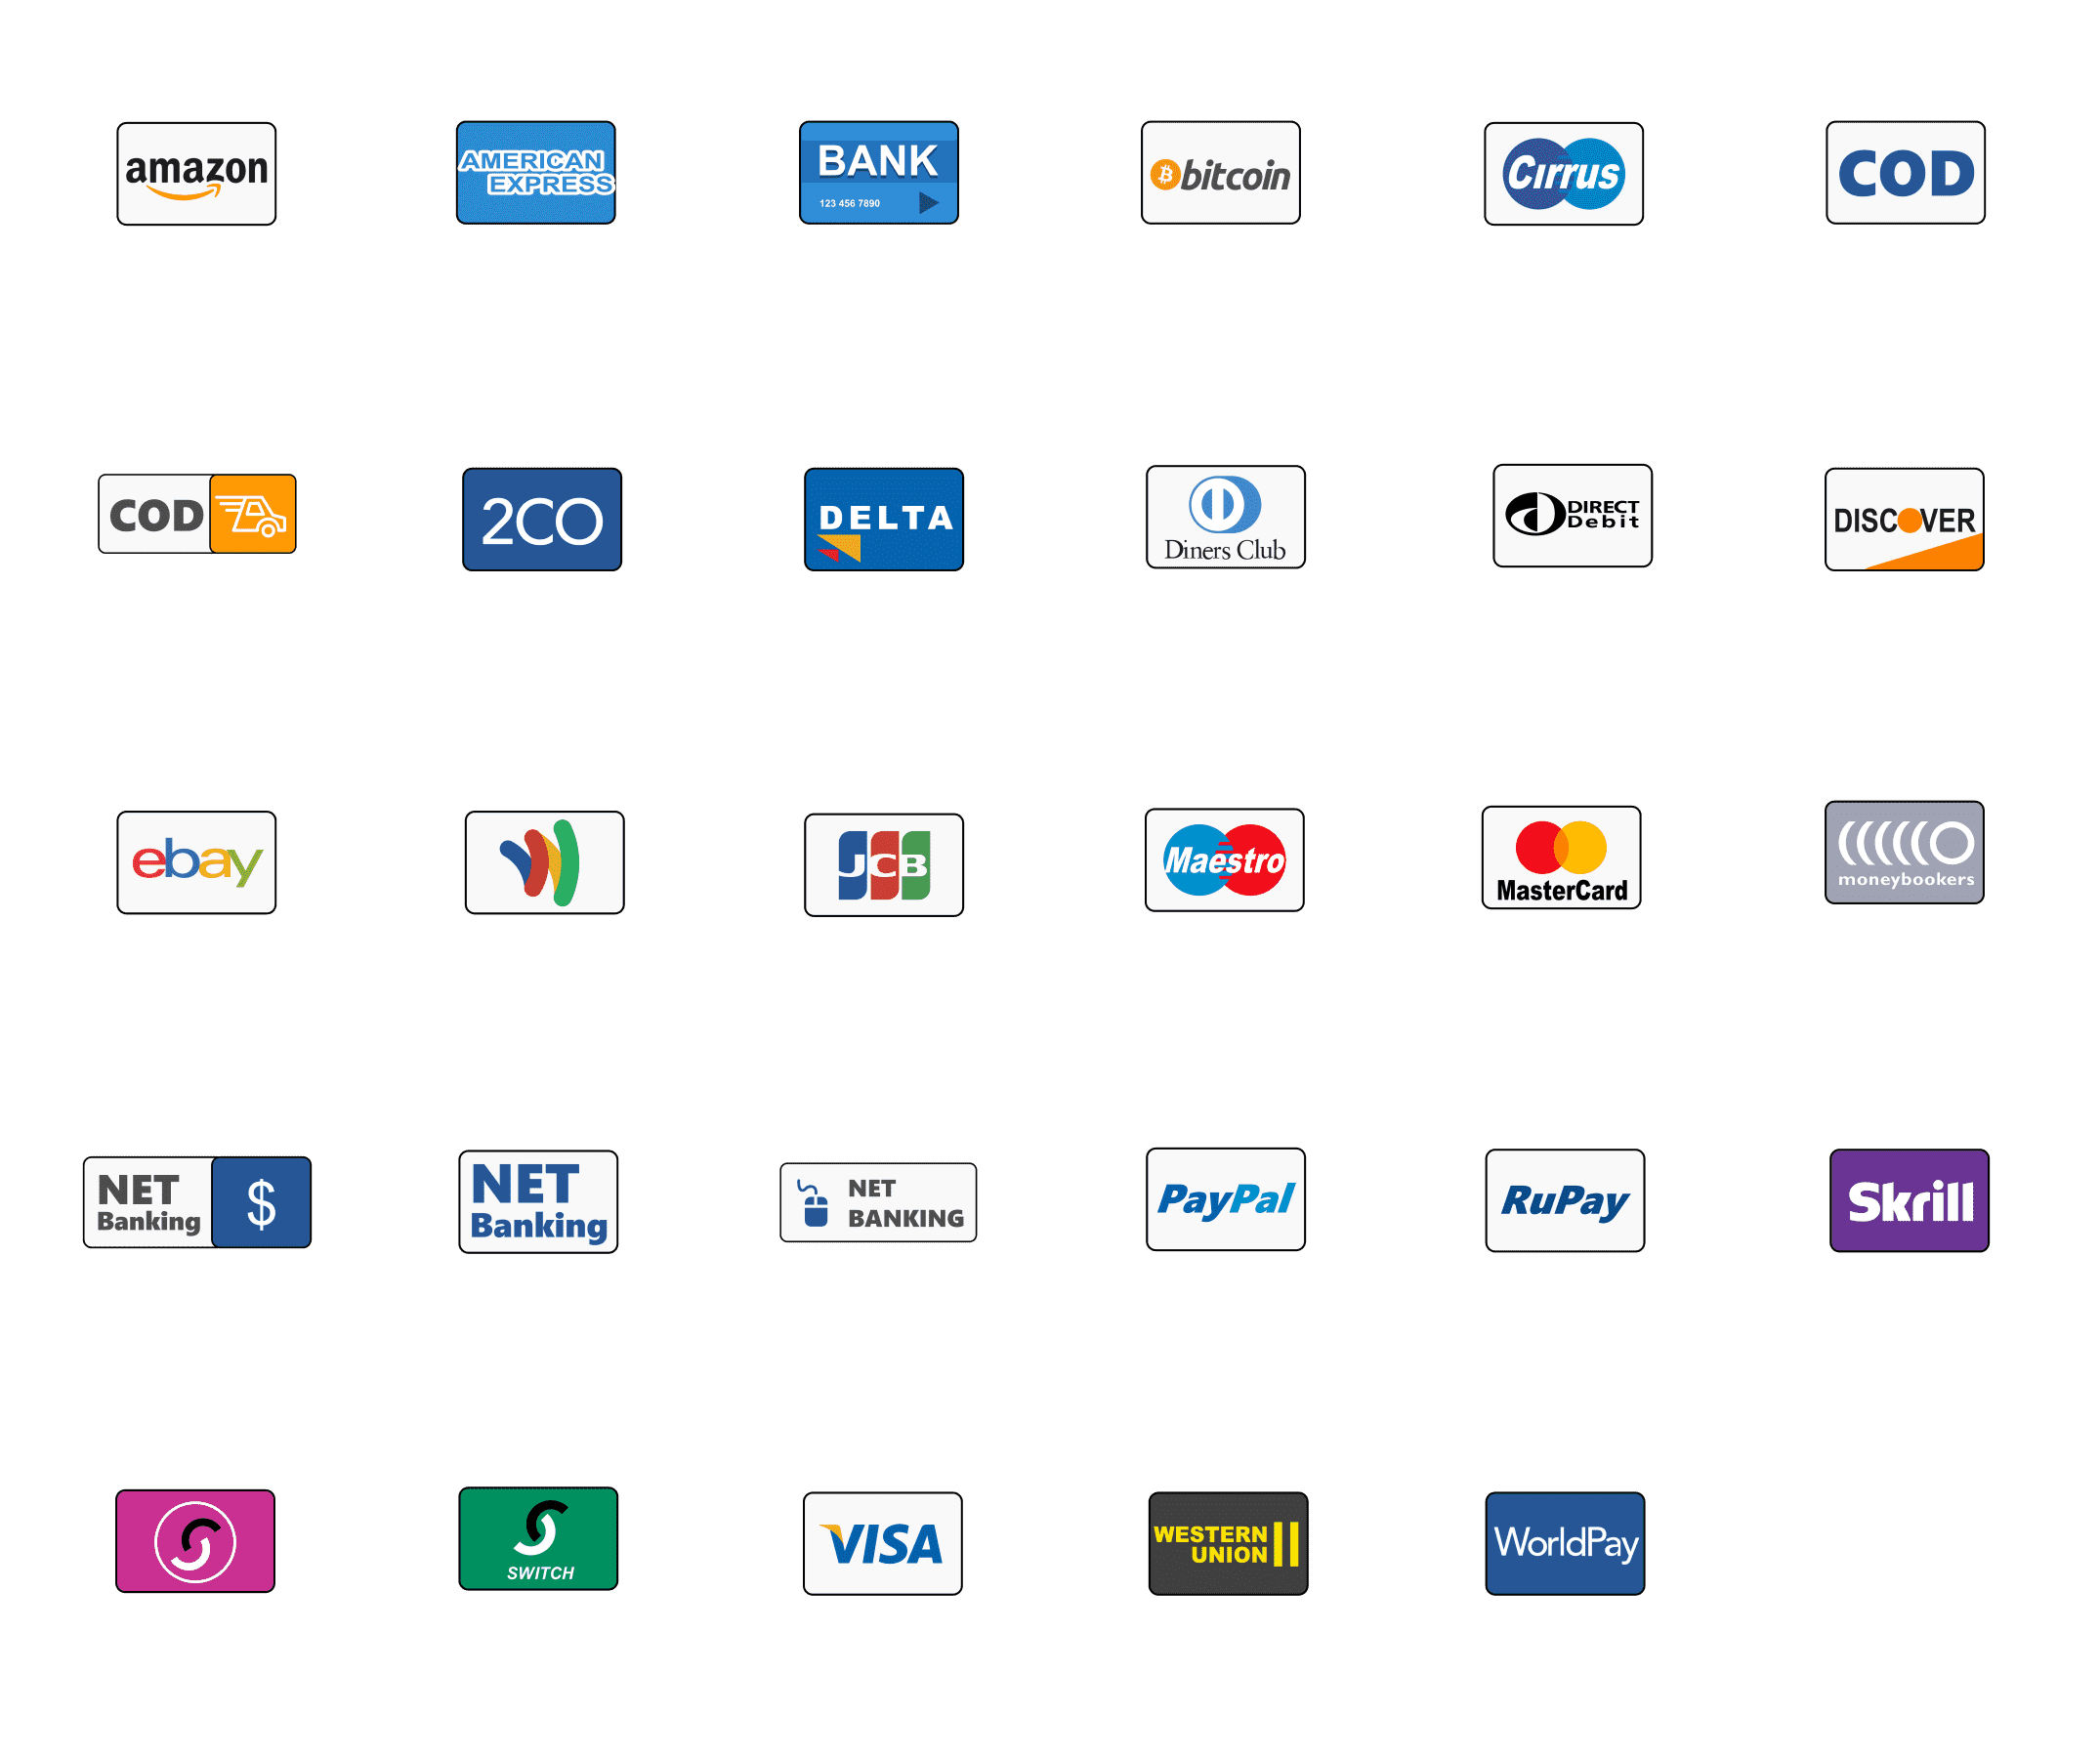 amazon
AMERICAN
EXPRESS
BANK
123 456 7890
bitcoin
Cirrus
COD
COD
2CO
DELTA
Diners Club
DIRECT
Debit
DISCOVER
ebay
JCB
Maestro
MasterCard
moneybookers
NET
Banking
$
NET
Banking
NET
BANKING
PayPal
RuPay
Skrill
SWITCH
VISA
WESTERN
UNION
WorldPay